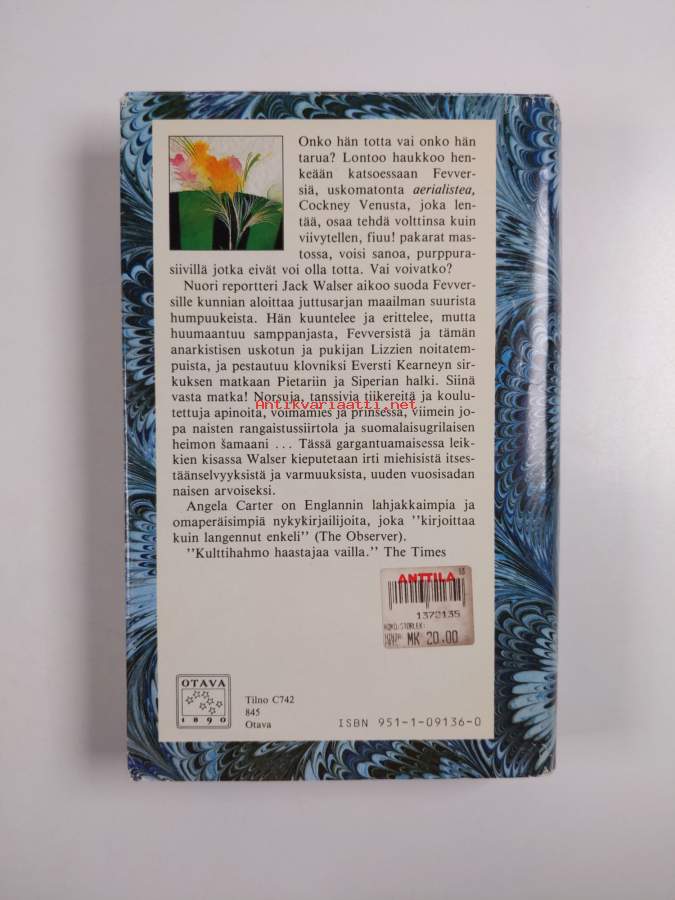 Onko hän totta vai onko hän
tarua? Lontoo haukkoo hen-
keään katsoessaan Fevver-
siä, uskomatonta aerialistea,
Cockney Venusta, joka len-
tää, osaa tehdä volttinsa kuin
viivytellen, fiuu! pakarat mas-
tossa, voisi sanoa, purppura-
siivillä jotka eivät voi olla totta. Vai voivatko?
Nuori reportteri Jack Walser aikoo suoda Fevver-
sille kunnian aloittaa juttusarjan maailman suurista
humpuukeista. Hän kuuntelee ja erittelee, mutta
huumaantuu samppanjasta, Fevversistä ja tämän
anarkistisen uskotun ja pukijan Lizzien noitatem-
puista, ja pestautuu klovniksi Eversti Kearneyn sir-
kuksen matkaan Pietariin ja Siperian halki. Siinä
vasta matka! Norsuja, tanssivia tiikereitä ja koulu-
tettuja apinoita, voimamies ja prinsessa, viimein jo-
pa naisten rangaistussiirtola ja suomalaisugrilaisen
heimon šamaani ... Tässä gargantuamaisessa leik-
kien kisassa Walser kieputetaan irti miehisistä itses-
täänselvyyksistä ja varmuuksista, uuden vuosisadan
naisen arvoiseksi.
Angela Carter on Englannin lahjakkaimpia ja
omaperäisimpiä nykykirjailijoita, joka ''kirjoittaa
kuin langennut enkeli'' (The Observer).
''Kulttihahmo haastajaa vailla.'' The Times
Antikvariaatti.net
ANTTILA
1372135
KOKO/STORLEK:
MK 20.00
OTAVA
1890
Tilno C742
845
Otava
ISBN 951-1-09136-0